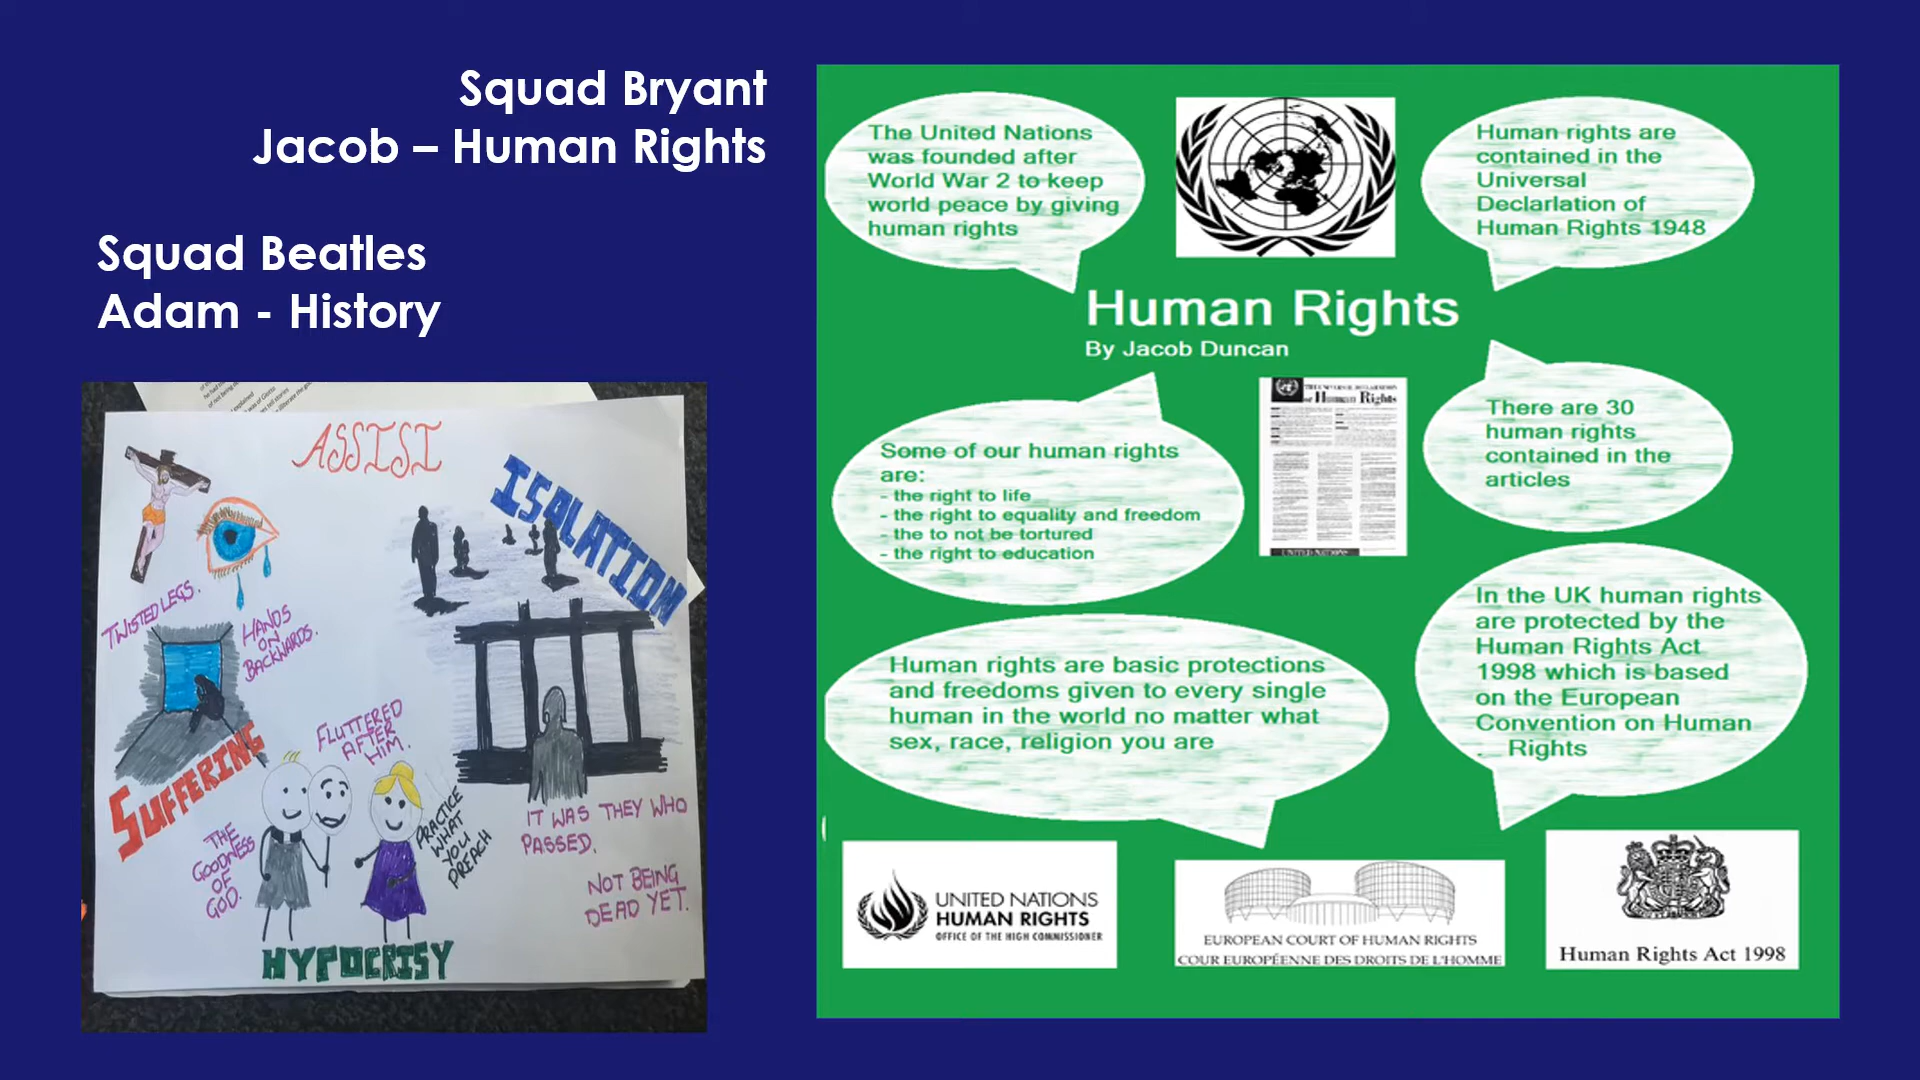 Squad Bryant
Jacob – Human Rights
Squad Beatles
Adam - History
ASSISI
ISOLATION
TWISTED LEGS.
HANDS
ON
BACKWARDS.
SUFFERING
FLUTTERED
AFTER
HIM.
THE
GOODNESS
OF
GOD.
PRACTICE
WHAT
YOU
PREACH
IT WAS THEY WHO
PASSED.
NOT BEING
DEAD YET.
HYPOCRISY
The United Nations
was founded after
World War 2 to keep
world peace by giving
human rights
Human rights are
contained in the
Universal
Declarlation of
Human Rights 1948
Human Rights
By Jacob Duncan
Some of our human rights
are:
- the right to life
- the right to equality and freedom
- the to not be tortured
- the right to education
THE UNIVERSAL DECLARATION
OF Human Rights
UNITED NATIONS
There are 30
human rights
contained in the
articles
Human rights are basic protections
and freedoms given to every single
human in the world no matter what
sex, race, religion you are
In the UK human rights
are protected by the
Human Rights Act
1998 which is based
on the European
Convention on Human
. Rights
UNITED NATIONS
HUMAN RIGHTS
OFFICE OF THE HIGH COMMISSIONER
EUROPEAN COURT OF HUMAN RIGHTS
COUR EUROPÉENNE DES DROITS DE L'HOMME
Human Rights Act 1998